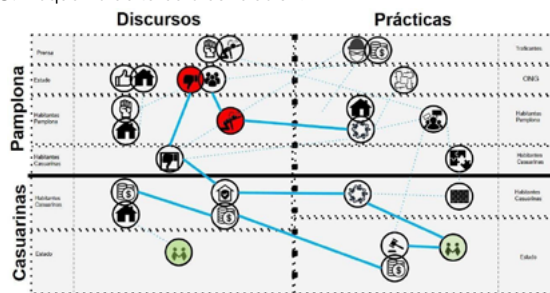 Discursos
Prácticas
Pamplona
Prensa
Traficantes
Estado
ONG
Habitantes
Pamplona
Habitantes
Pamplona
Habitantes
Casuarinas
Habitantes
Casuarinas
Casuarinas
Habitantes
Casuarinas
Habitantes
Casuarinas
Estado
Estado